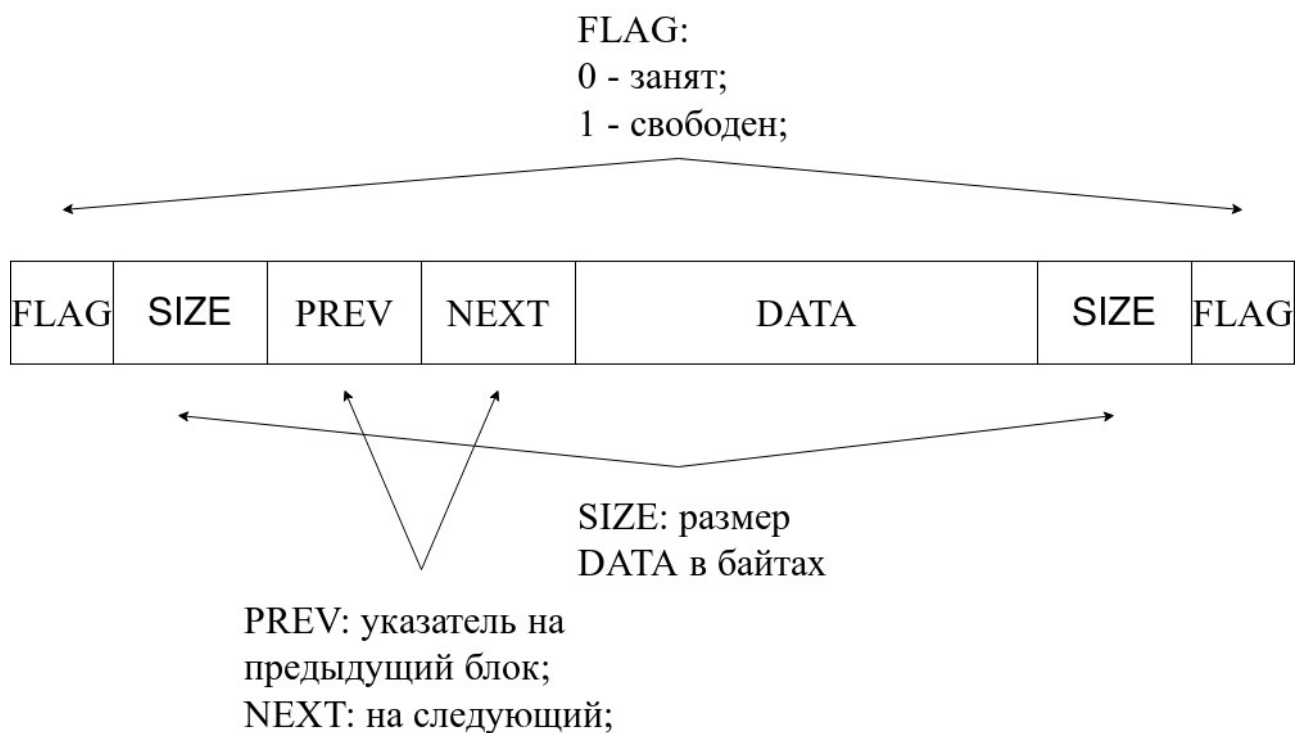 FLAG:
0 - занят;
1 - свободен;
FLAG SIZE PREV NEXT DATA SIZE FLAG
SIZE: размер
DATA в байтах
PREV: указатель на
предыдущий блок;
NEXT: на следующий;